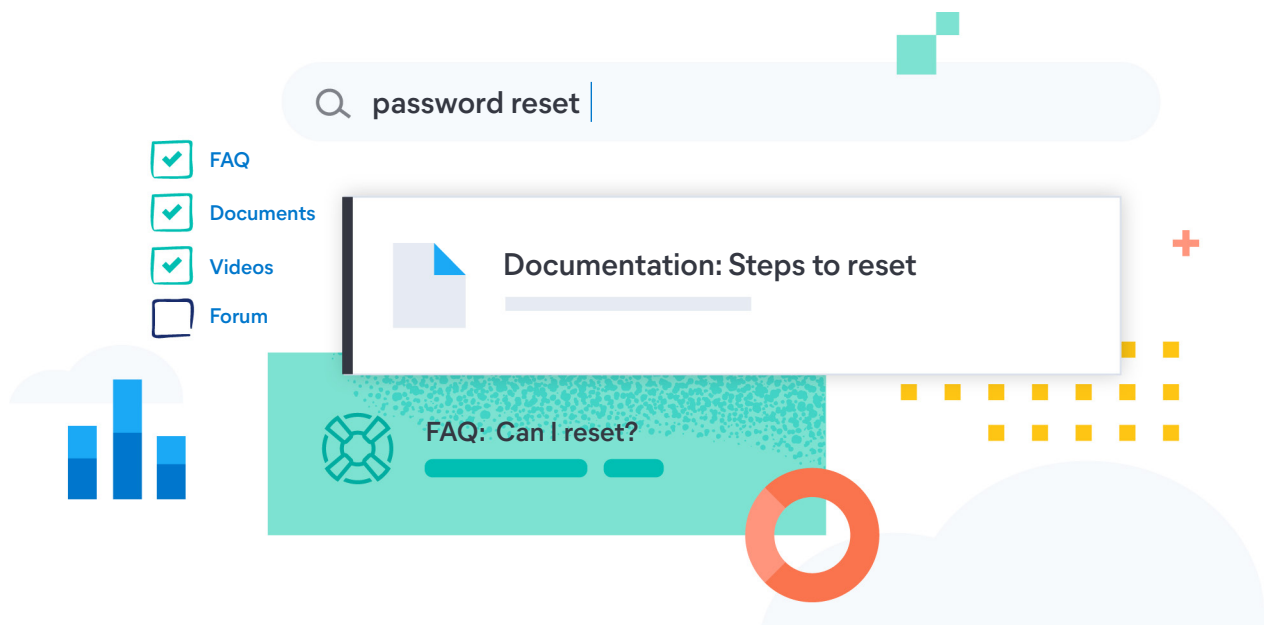 password reset
FAQ
Documents
Videos
Forum
Documentation: Steps to reset
FAQ: Can I reset?